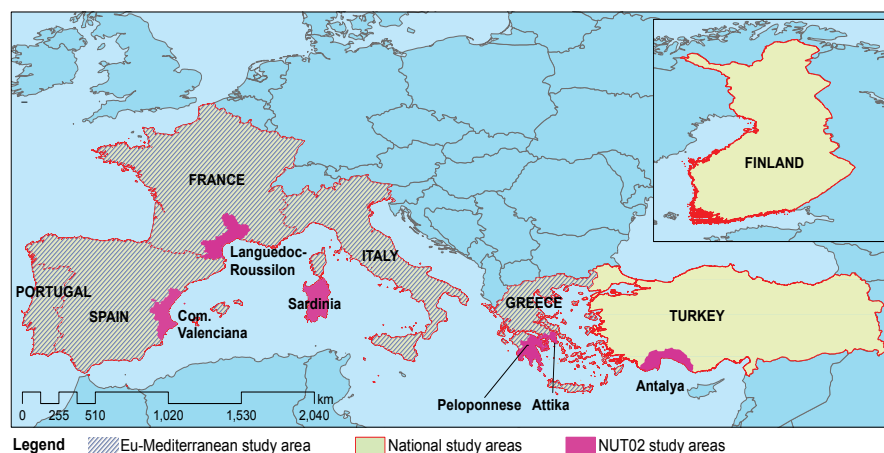 FINLAND
FRANCE
Languedoc-
Roussilon
ITALY
PORTUGAL
SPAIN
Com.
Valenciana
Sardinia
GREECE
TURKEY
Peloponnese
Attika
Antalya
0 255 510 1,020 1,530 2,040 km
Legend Eu-Mediterranean study area National study areas NUT02 study areas